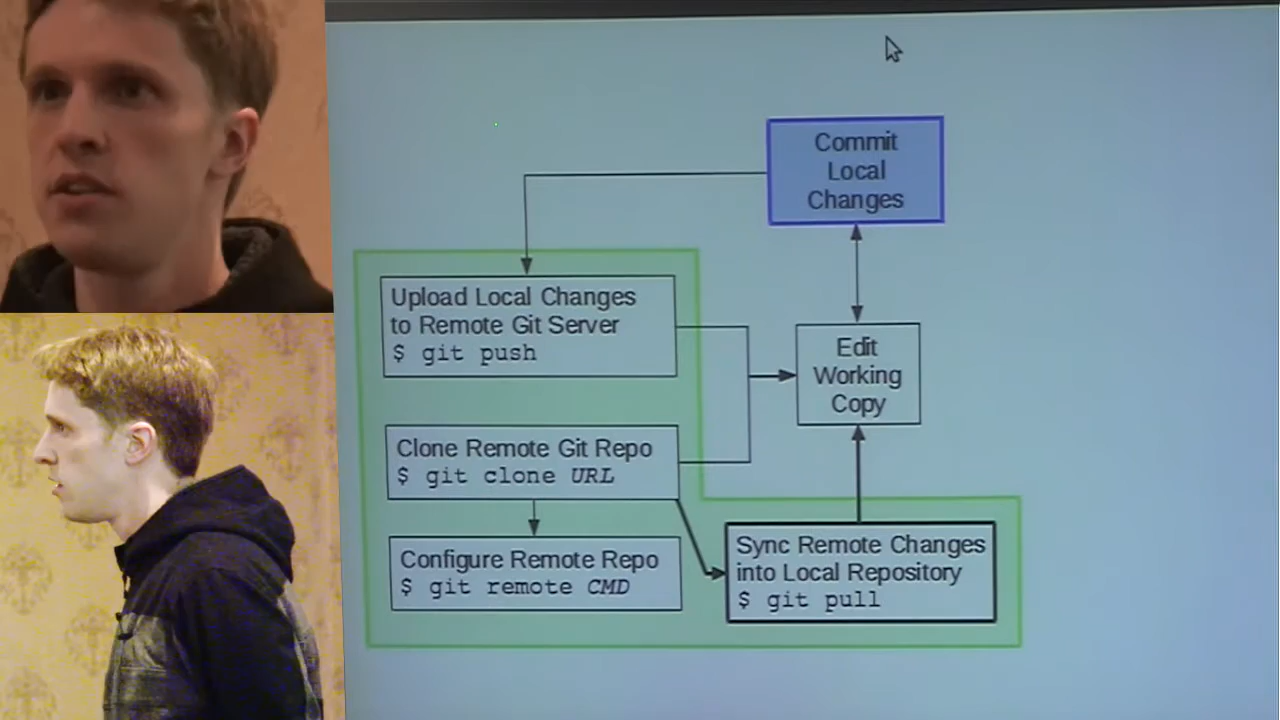 Commit
Local
Changes
Upload Local Changes
to Remote Git Server
$ git push
Edit
Working
Copy
Clone Remote Git Repo
$ git clone URL
Configure Remote Repo
$ git remote CMD
Sync Remote Changes
into Local Repository
$ git pull